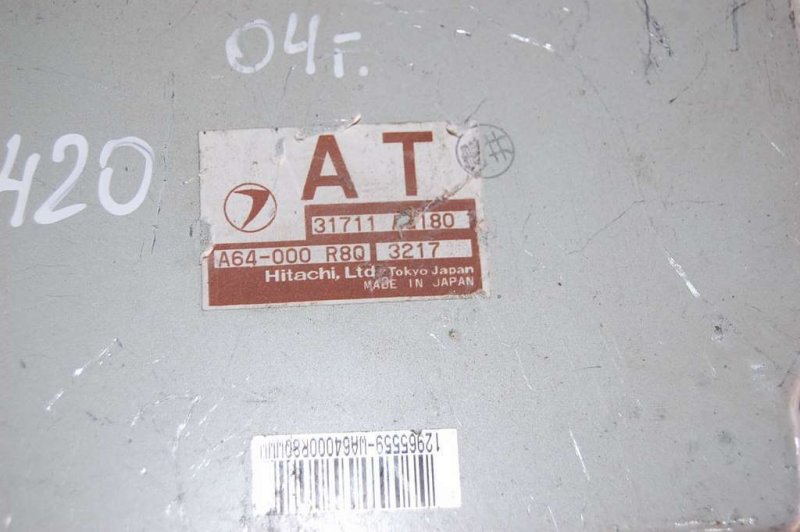 04г.
420
AT
31711 180
A64-000 R8Q 3217
Hitachi, Ltd. Tokyo Japan
MADE IN JAPAN